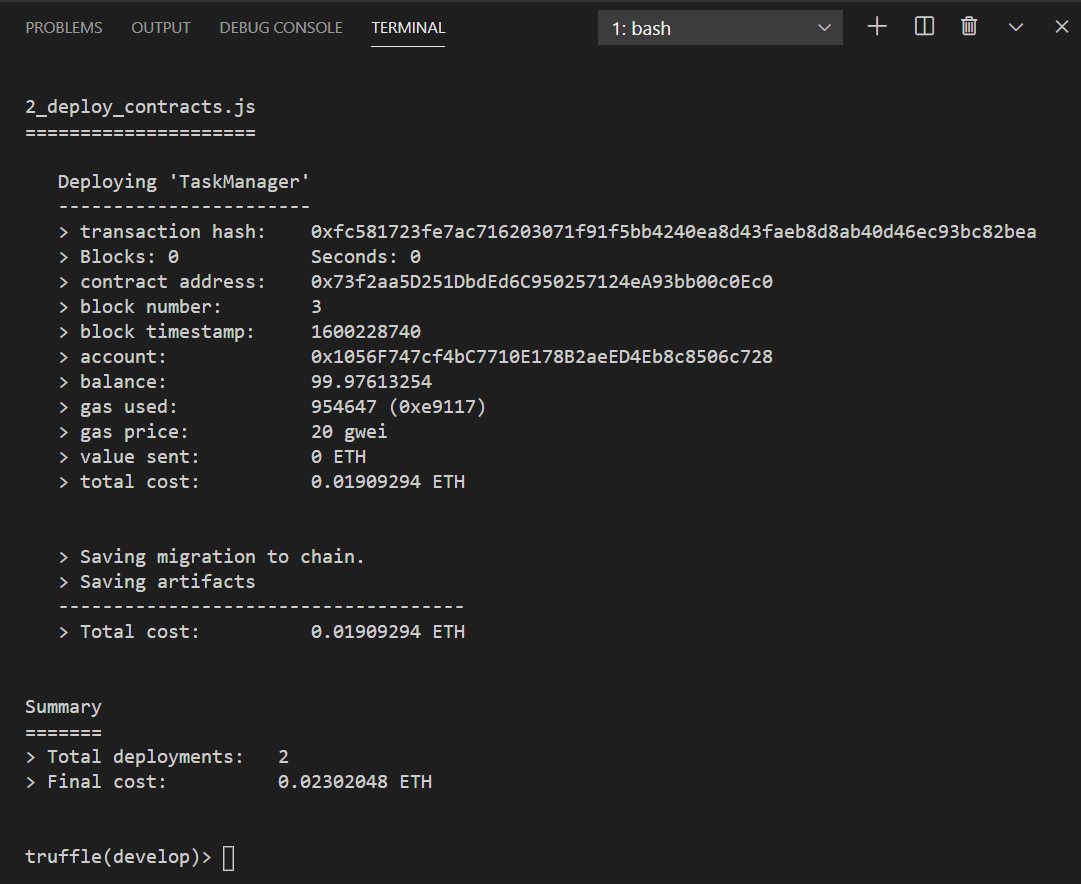 PROBLEMS OUTPUT DEBUG CONSOLE TERMINAL 1: bash
2_deploy_contracts.js
=====================
Deploying 'TaskManager'
-----------------------
> transaction hash: 0xfc581723fe7ac716203071f91f5bb4240ea8d43faeb8d8ab40d46ec93bc82bea
> Blocks: 0 Seconds: 0
> contract address: 0x73f2aa5D251DbdEd6C950257124eA93bb00c0Ec0
> block number: 3
> block timestamp: 1600228740
> account: 0x1056F747cf4bC7710E178B2aeED4Eb8c8506c728
> balance: 99.97613254
> gas used: 954647 (0xe9117)
> gas price: 20 gwei
> value sent: 0 ETH
> total cost: 0.01909294 ETH
> Saving migration to chain.
> Saving artifacts
-------------------------------------
> Total cost: 0.01909294 ETH
Summary
=======
> Total deployments: 2
> Final cost: 0.02302048 ETH
truffle(develop)>